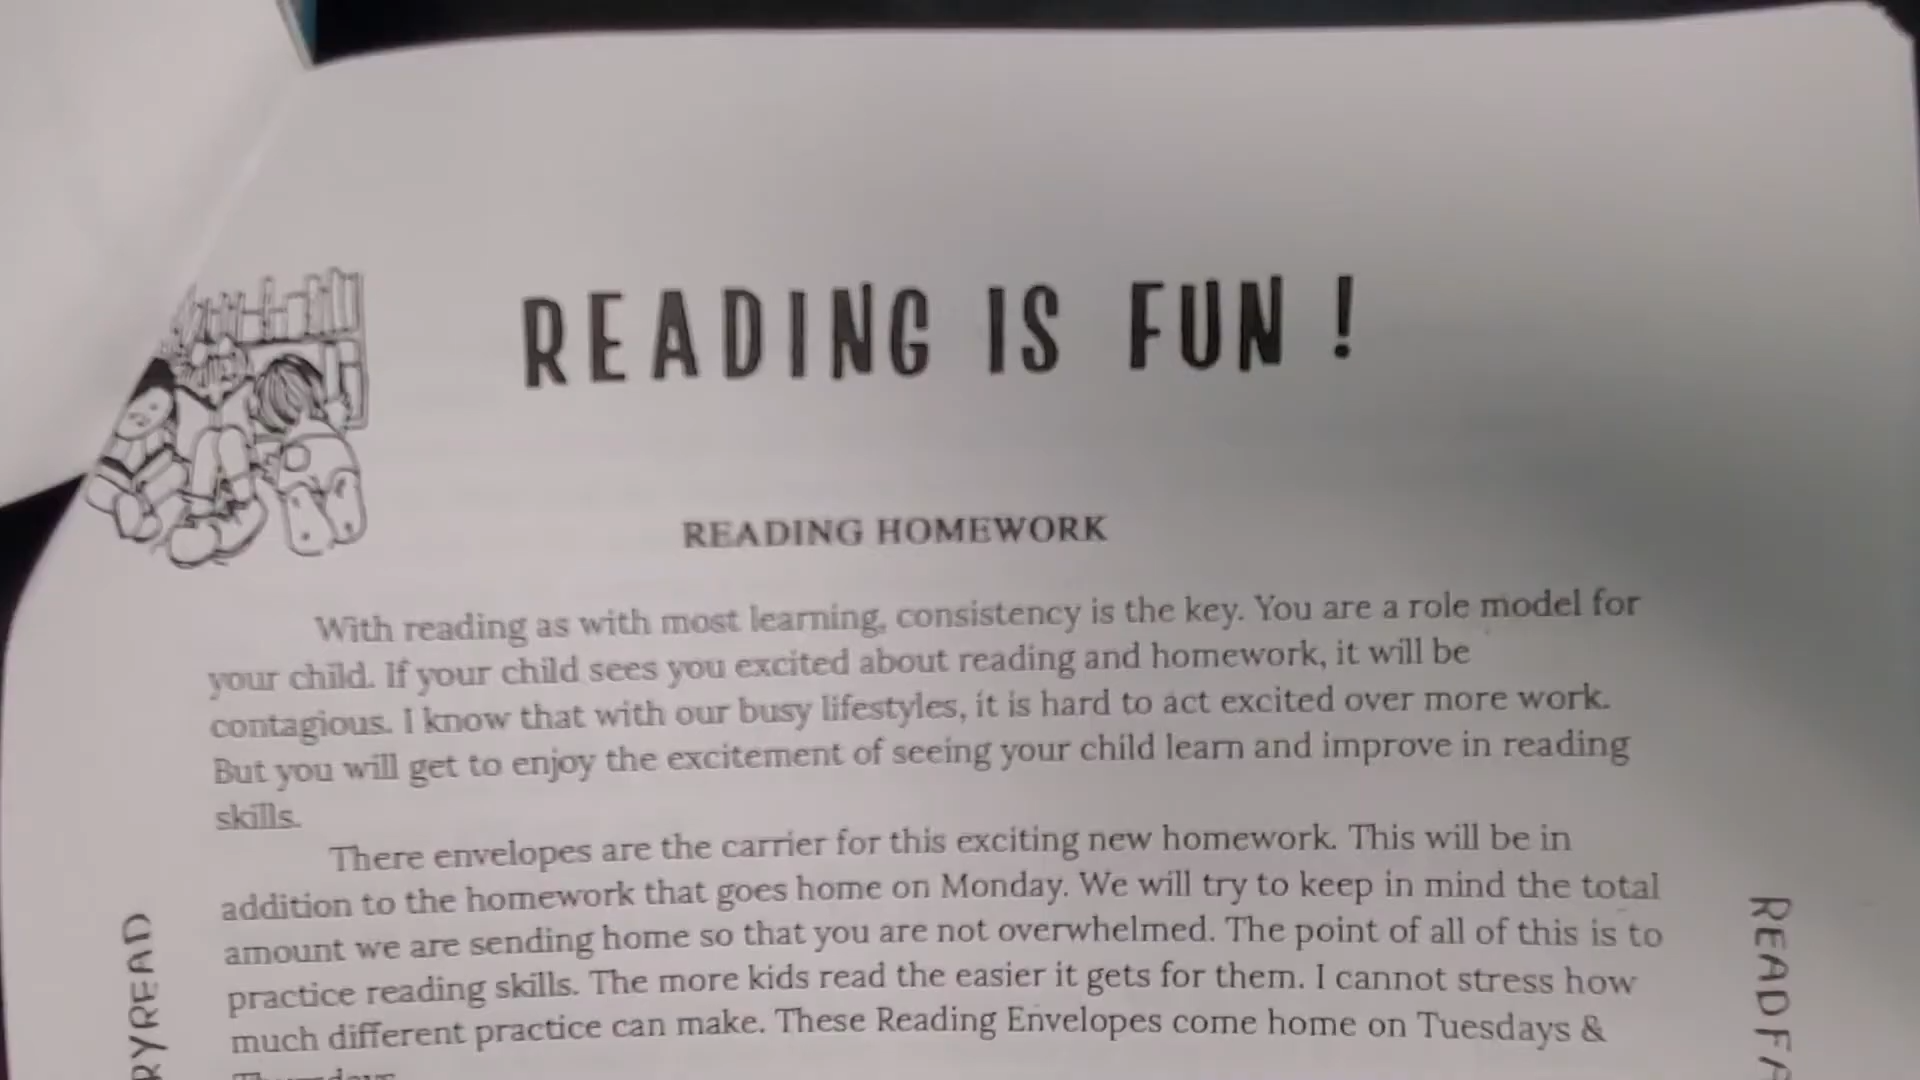 READING IS FUN !
READING HOMEWORK
With reading as with most learning, consistency is the key. You are a role model for
your child. If your child sees you excited about reading and homework, it will be
contagious. I know that with our busy lifestyles, it is hard to act excited over more work.
But you will get to enjoy the excitement of seeing your child learn and improve in reading
skills.
There envelopes are the carrier for this exciting new homework. This will be in
addition to the homework that goes home on Monday. We will try to keep in mind the total
amount we are sending home so that you are not overwhelmed. The point of all of this is to
practice reading skills. The more kids read the easier it gets for them. I cannot stress how
much different practice can make. These Reading Envelopes come home on Tuesdays &
RYREAD
READFA